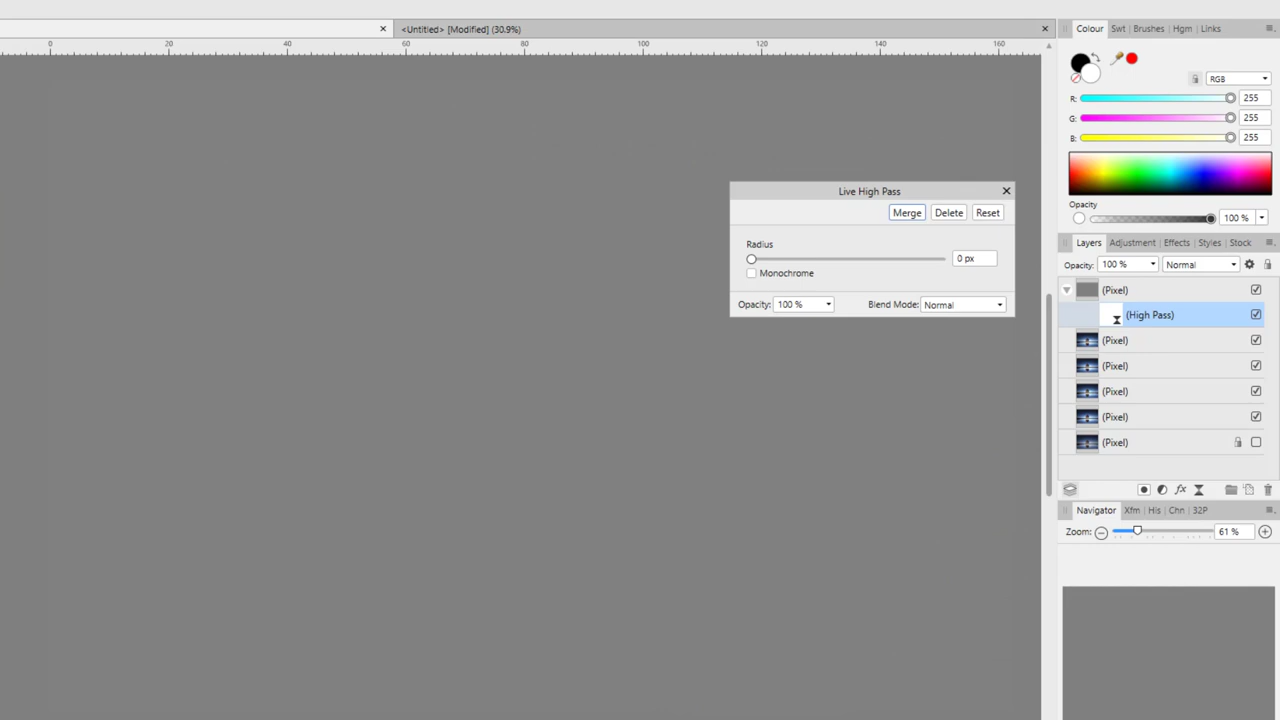 <Untitled> [Modified] (30.9%)
0 20 40 60 80 100 120 140 160
Colour Swt Brushes Hgm Links
RGB
R: 255
G: 255
B: 255
Opacity
100 %
Live High Pass
Merge Delete Reset
Radius
0 px
Monochrome
Opacity: 100 % Blend Mode: Normal
Layers Adjustment Effects Styles Stock
Opacity: 100 % Normal
(Pixel)
(High Pass)
(Pixel)
(Pixel)
(Pixel)
(Pixel)
(Pixel)
fx
Navigator Xfm His Chn 32P
Zoom: 61 %